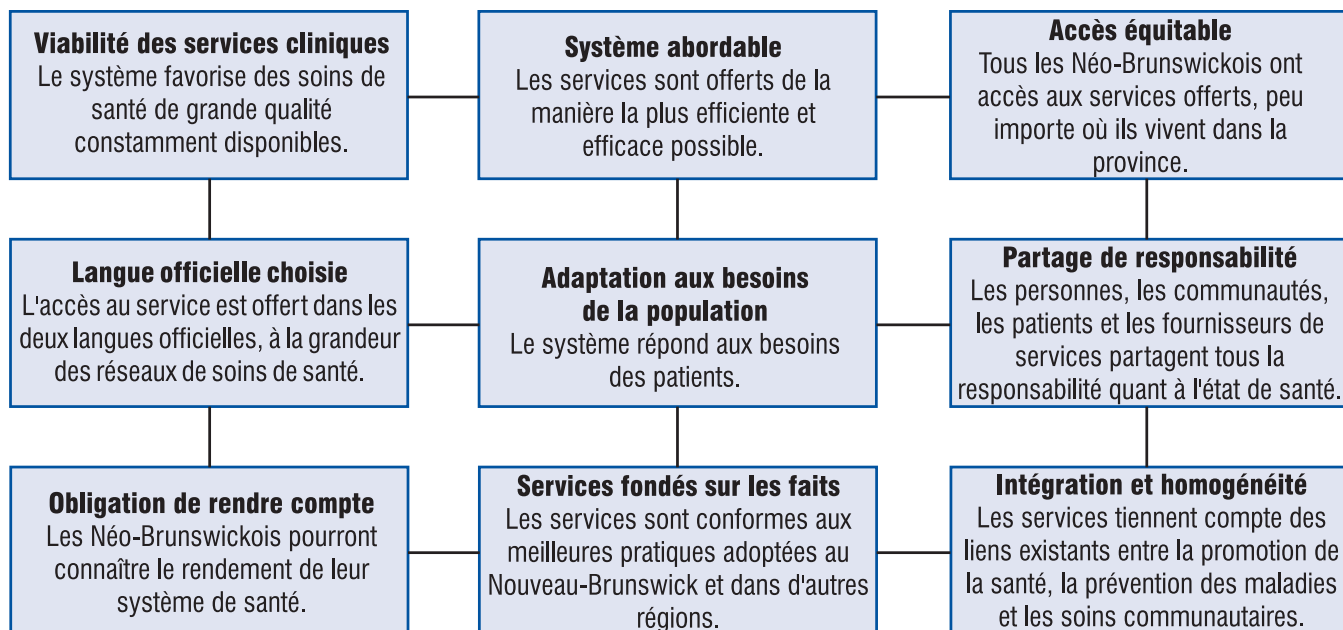 Viabilité des services cliniques
Le système favorise des soins de
santé de grande qualité
constamment disponibles.
Système abordable
Les services sont offerts de la
manière la plus efficiente et
efficace possible.
Accès équitable
Tous les Néo-Brunswickois ont
accès aux services offerts, peu
importe où ils vivent dans la
province.
Langue officielle choisie
L'accès au service est offert dans les
deux langues officielles, à la grandeur
des réseaux de soins de santé.
Adaptation aux besoins
de la population
Le système répond aux besoins
des patients.
Partage de responsabilité
Les personnes, les communautés,
les patients et les fournisseurs de
services partagent tous la
responsabilité quant à l'état de santé.
Obligation de rendre compte
Les Néo-Brunswickois pourront
connaître le rendement de leur
système de santé.
Services fondés sur les faits
Les services sont conformes aux
meilleures pratiques adoptées au
Nouveau-Brunswick et dans d'autres
régions.
Intégration et homogénéité
Les services tiennent compte des
liens existants entre la promotion de
la santé, la prévention des maladies
et les soins communautaires.